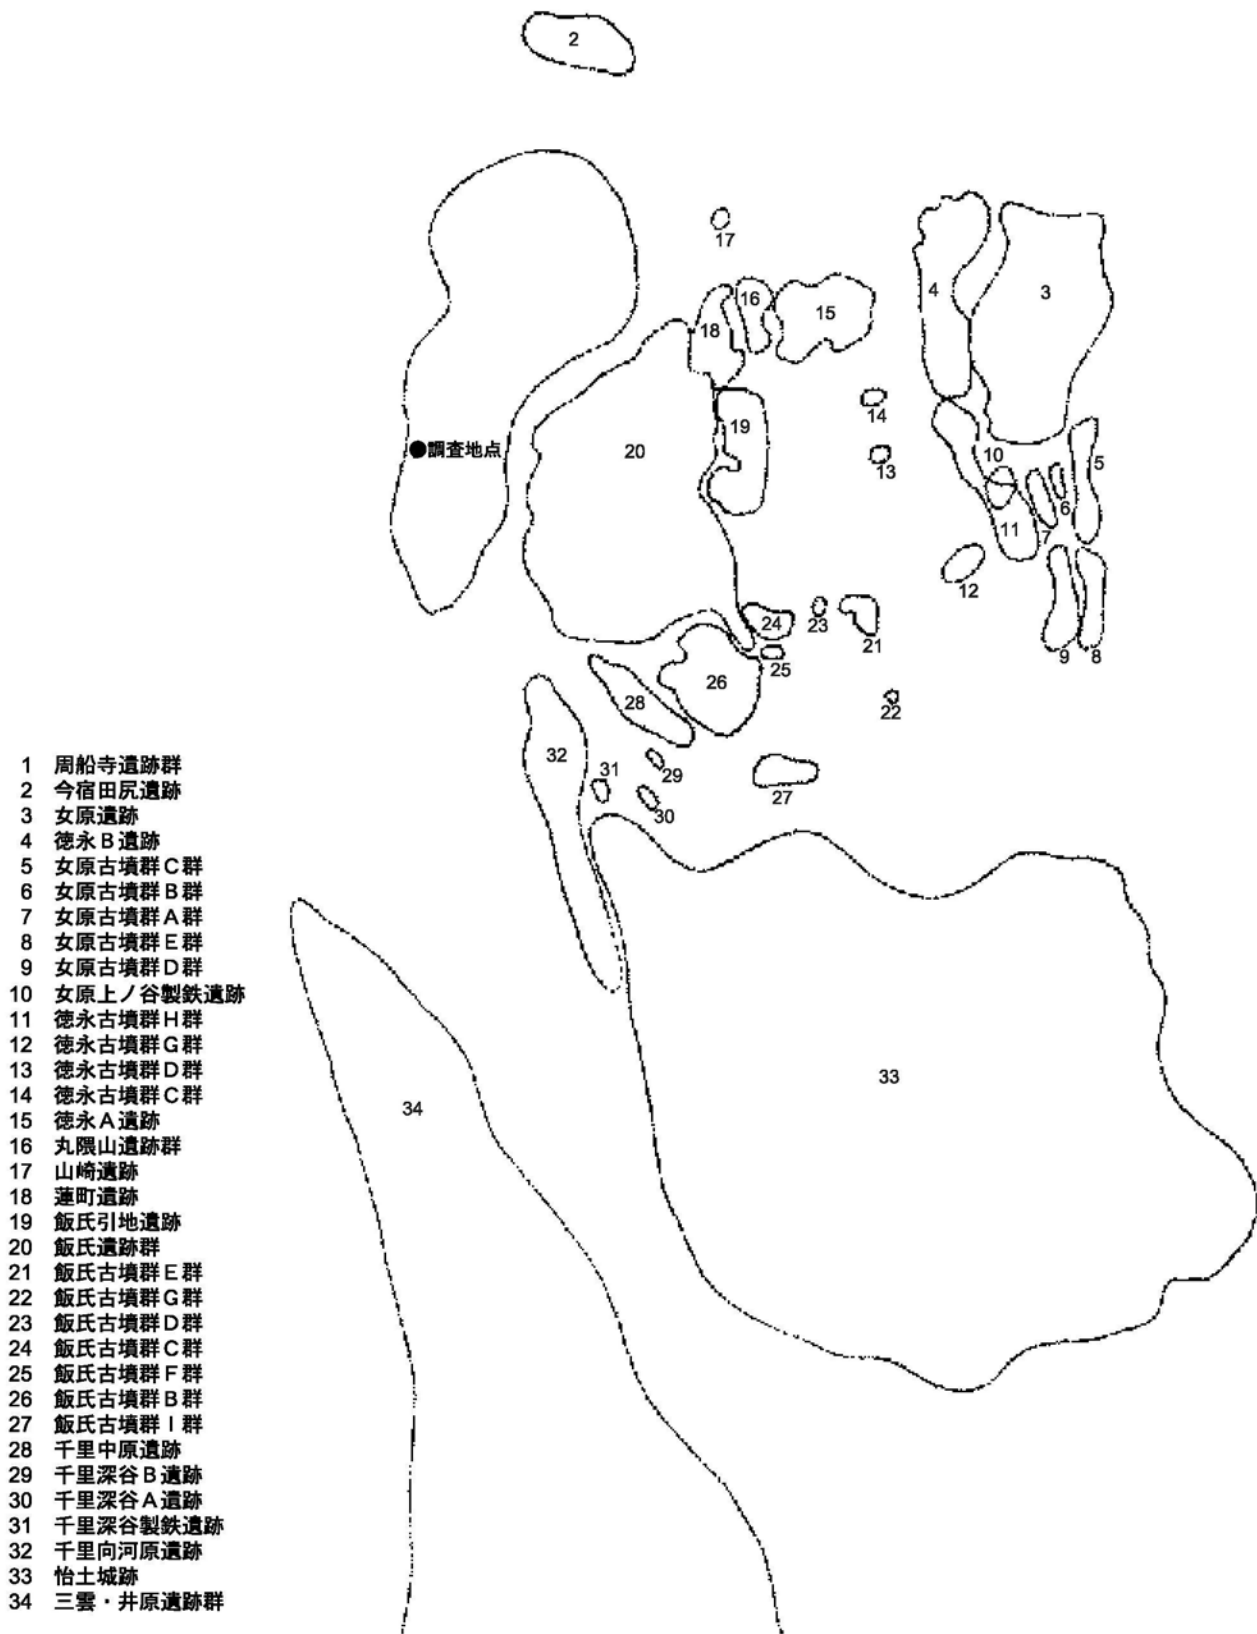 2
17
16
15
4
3
18
14
19
20
●調査地点
13
10
5
6
11
7
12
24
23
21
25
9
8
26
28
22
32
31
29
27
30
33
34
1 周船寺遺跡群
2 今宿田尻遺跡
3 女原遺跡
4 徳永B遺跡
5 女原古墳群C群
6 女原古墳群B群
7 女原古墳群A群
8 女原古墳群E群
9 女原古墳群D群
10 女原上ノ谷製鉄遺跡
11 徳永古墳群H群
12 徳永古墳群G群
13 徳永古墳群D群
14 徳永古墳群C群
15 徳永A遺跡
16 丸隈山遺跡群
17 山崎遺跡
18 蓮町遺跡
19 飯氏引地遺跡
20 飯氏遺跡群
21 飯氏古墳群E群
22 飯氏古墳群G群
23 飯氏古墳群D群
24 飯氏古墳群C群
25 飯氏古墳群F群
26 飯氏古墳群B群
27 飯氏古墳群I群
28 千里中原遺跡
29 千里深谷B遺跡
30 千里深谷A遺跡
31 千里深谷製鉄遺跡
32 千里向河原遺跡
33 怡土城跡
34 三雲・井原遺跡群